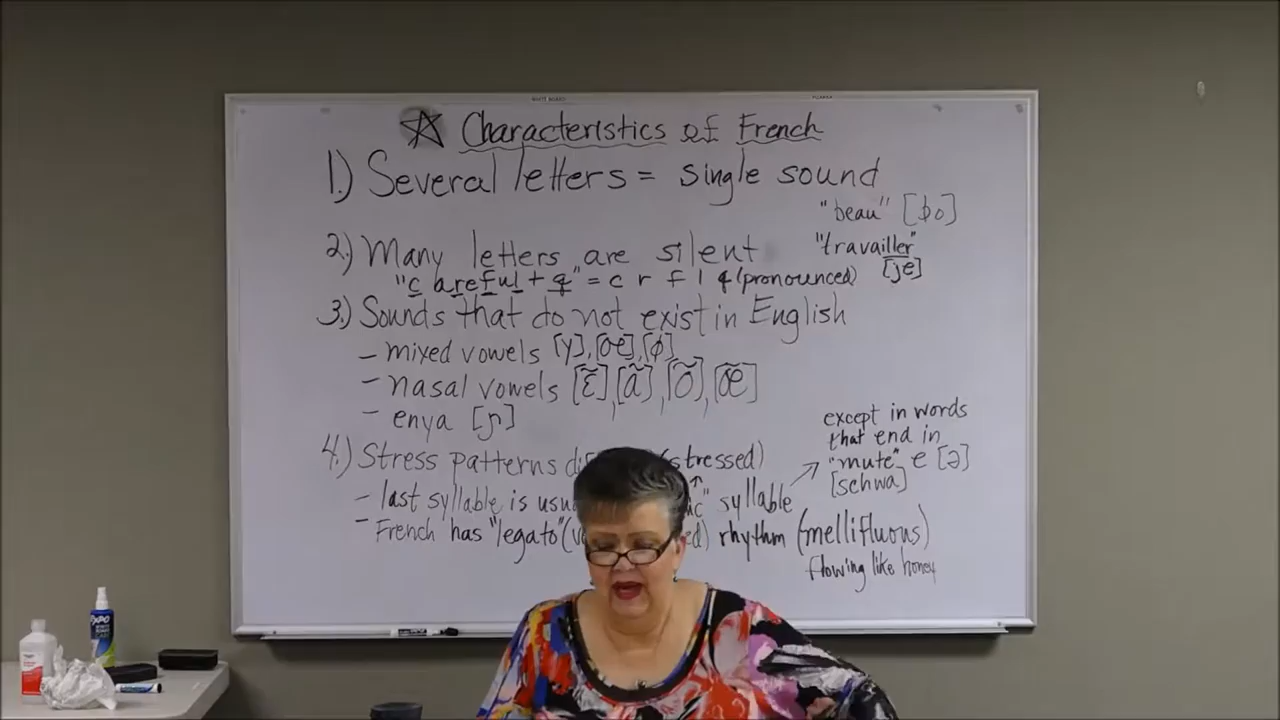 ☆ Characteristics of French
1.) Several letters = single sound
"beau" [bo]
2.) Many letters are silent
"travailler"
[je]
"careful + q" = c r f l q (pronounced)
3.) Sounds that do not exist in English
- mixed vowels [y], [œ], [ø]
- nasal vowels [ɛ̃], [ã], [õ], [œ̃]
- enya [ɲ]
except in words
that end in
"mute" e [ə]
[schwa]
4.) Stress patterns (stressed)
- last syllable is syllable
- French has "legato" rhythm (mellifluous)
flowing like honey
EXPO